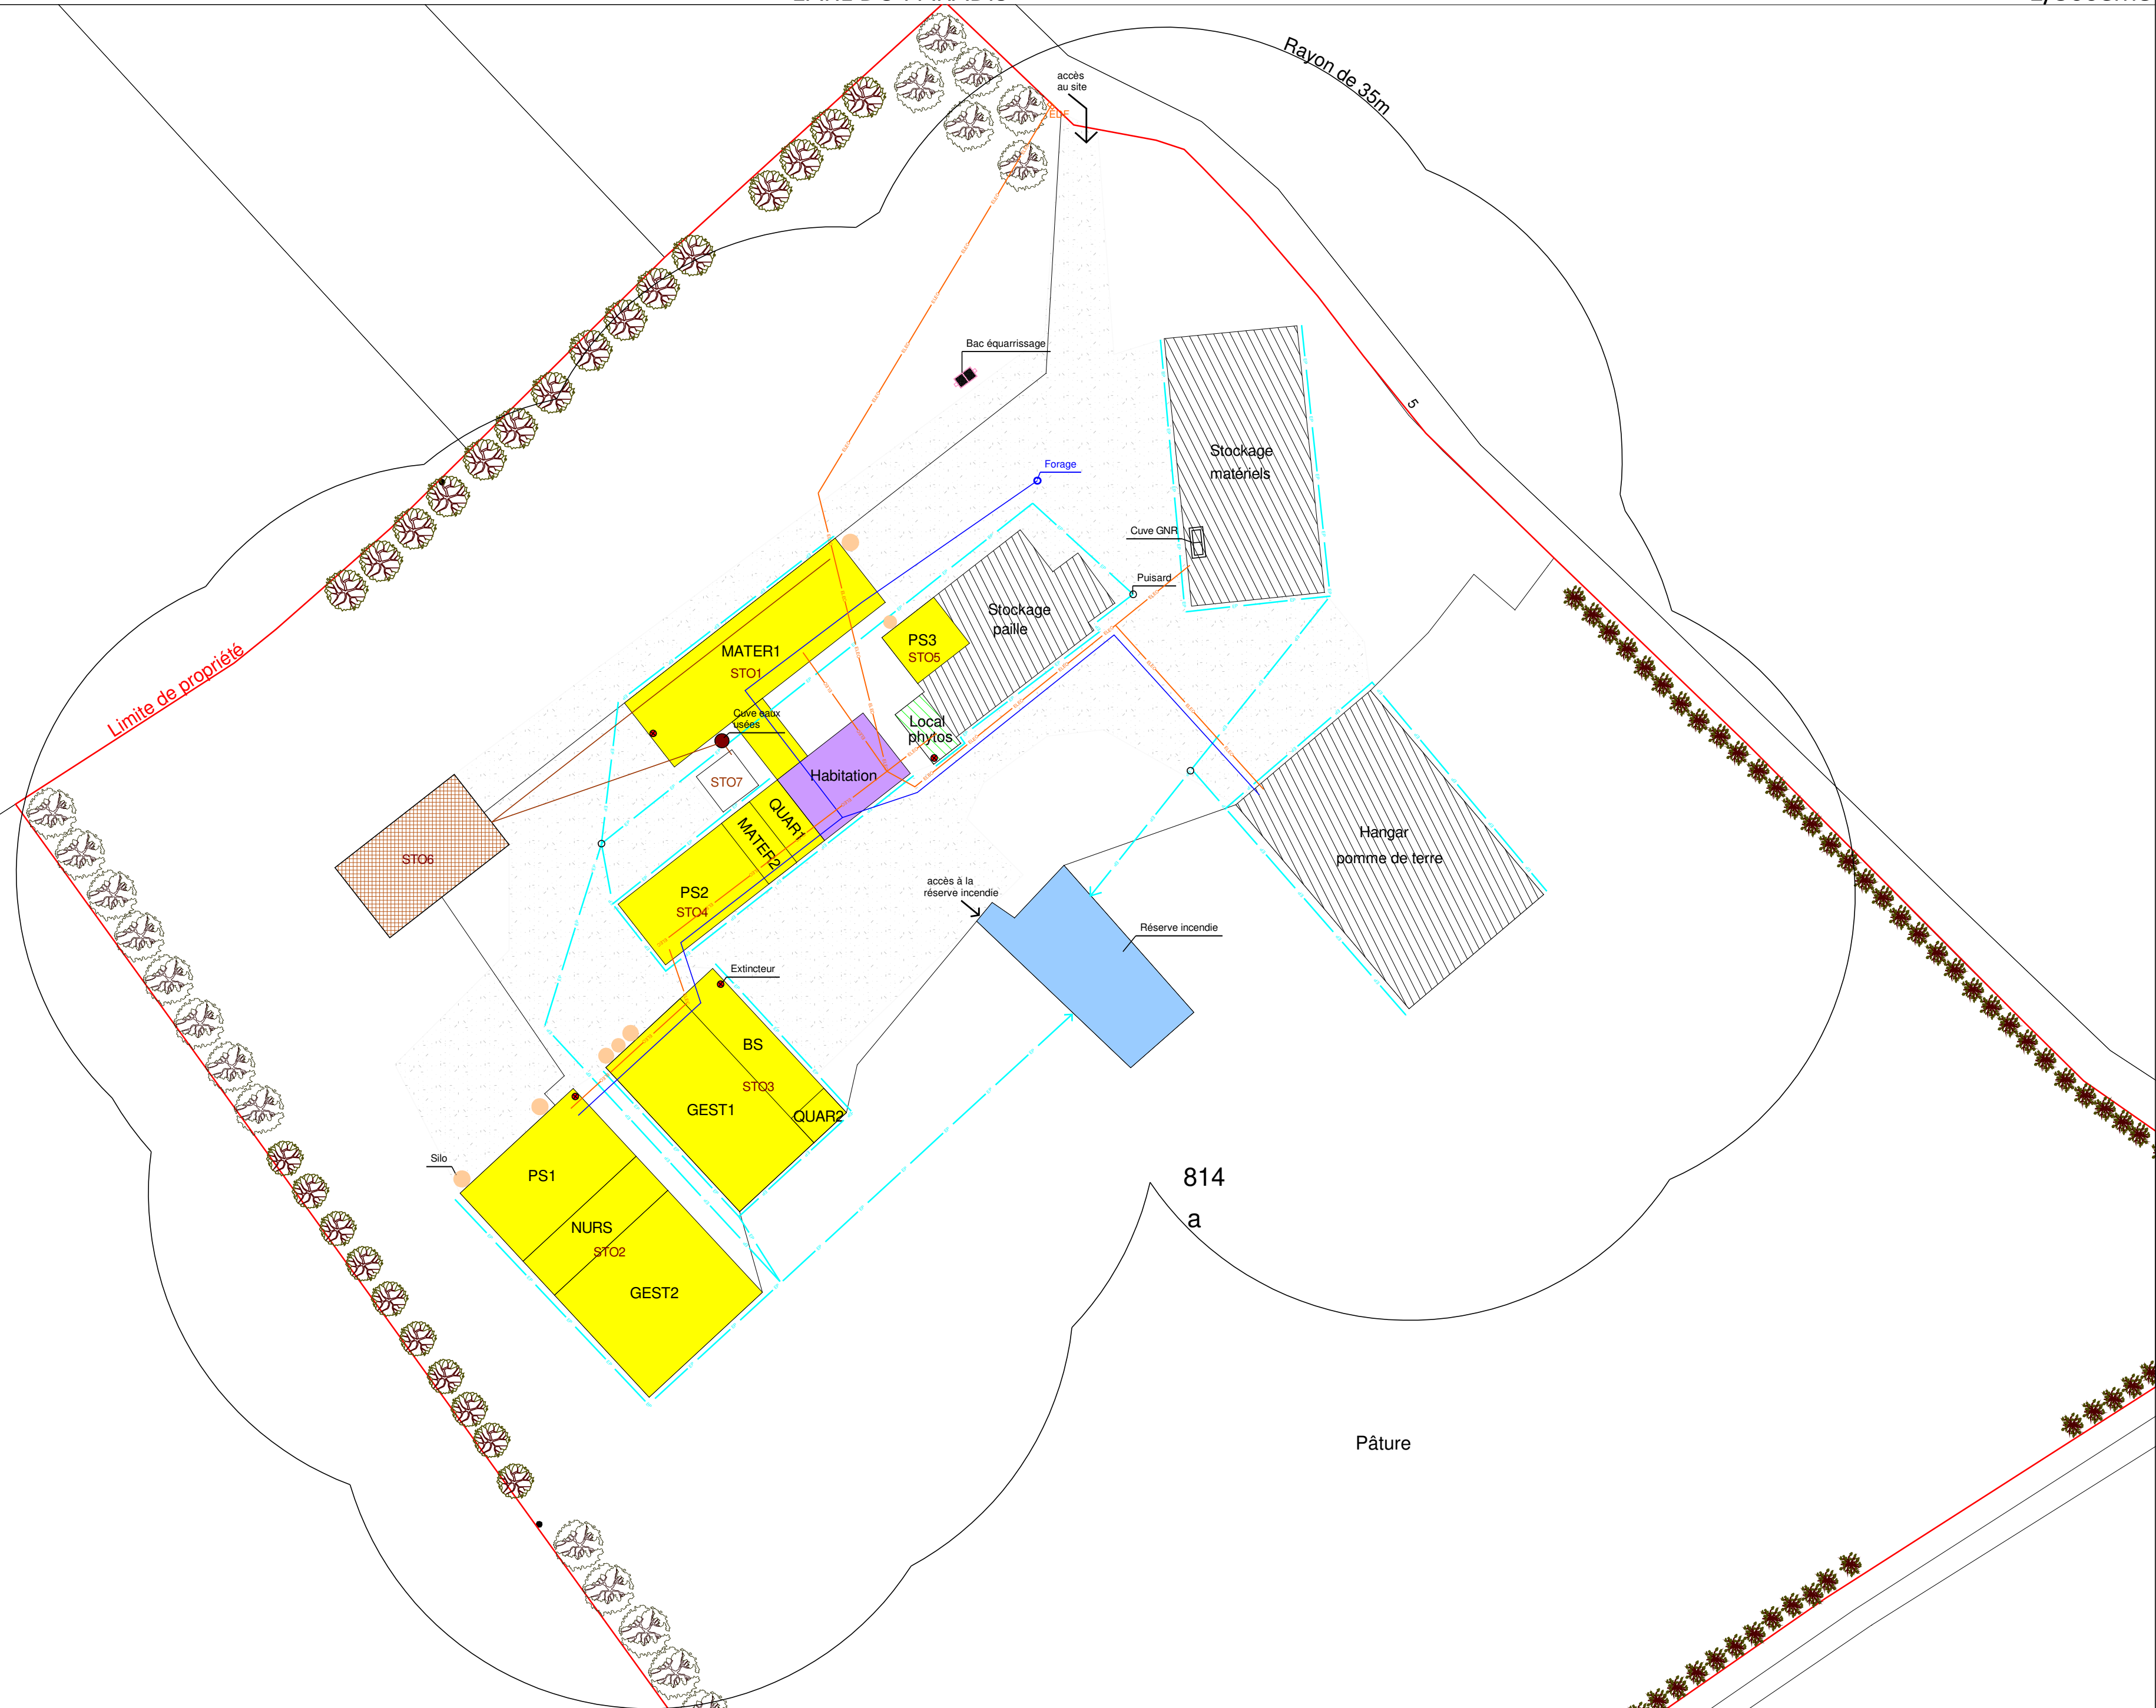 Rayon de 35m
accès
au site
EDF
Bac équarrissage
5
Stockage
matériels
Forage
Cuve GNR
Puisard
Stockage
paille
PS3
STO5
MATER1
STO1
Limite de propriété
Cuve eaux
usées
Local
phytos
STO7
Habitation
QUAR1
MATER2
Hangar
pomme de terre
STO6
PS2
STO4
accès à la
réserve incendie
Réserve incendie
Extincteur
BS
STO3
GEST1
QUAR2
Silo
PS1
NURS
STO2
GEST2
814
a
Pâture